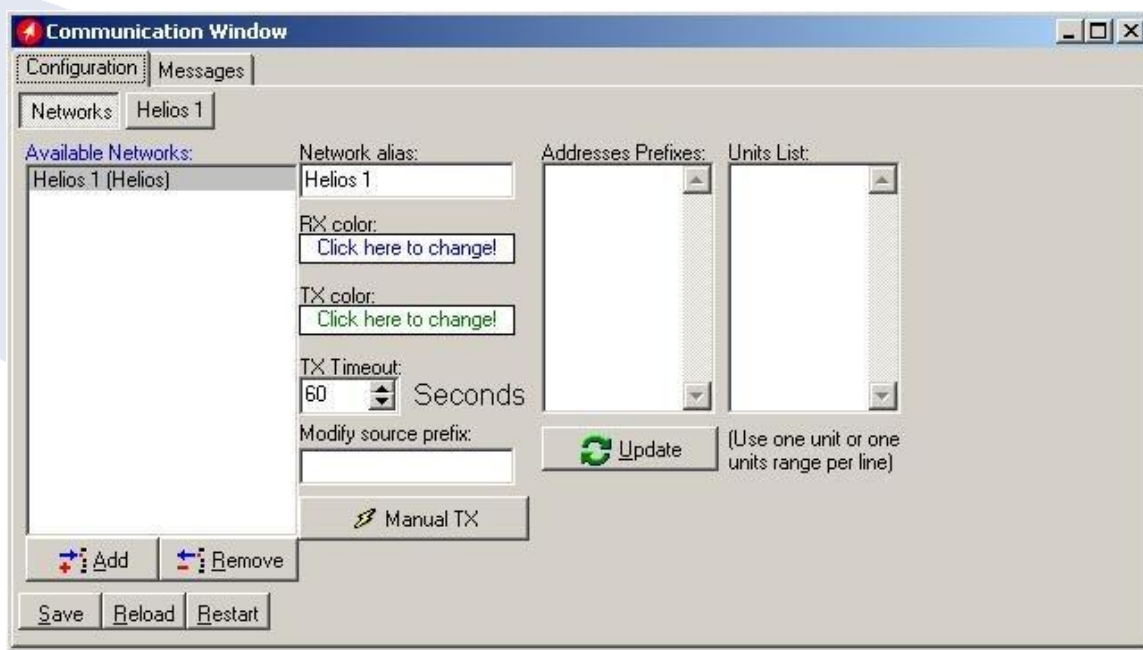 Communication Window
Configuration
Messages
Networks
Helios 1
Available Networks:
Helios 1 (Helios)
Network alias:
Helios 1
RX color:
Click here to change!
TX color:
Click here to change!
TX Timeout:
60
Seconds
Modify source prefix:
Manual TX
Addresses Prefixes:
Units List:
Update
(Use one unit or one
units range per line)
Add
Remove
Save
Reload
Restart